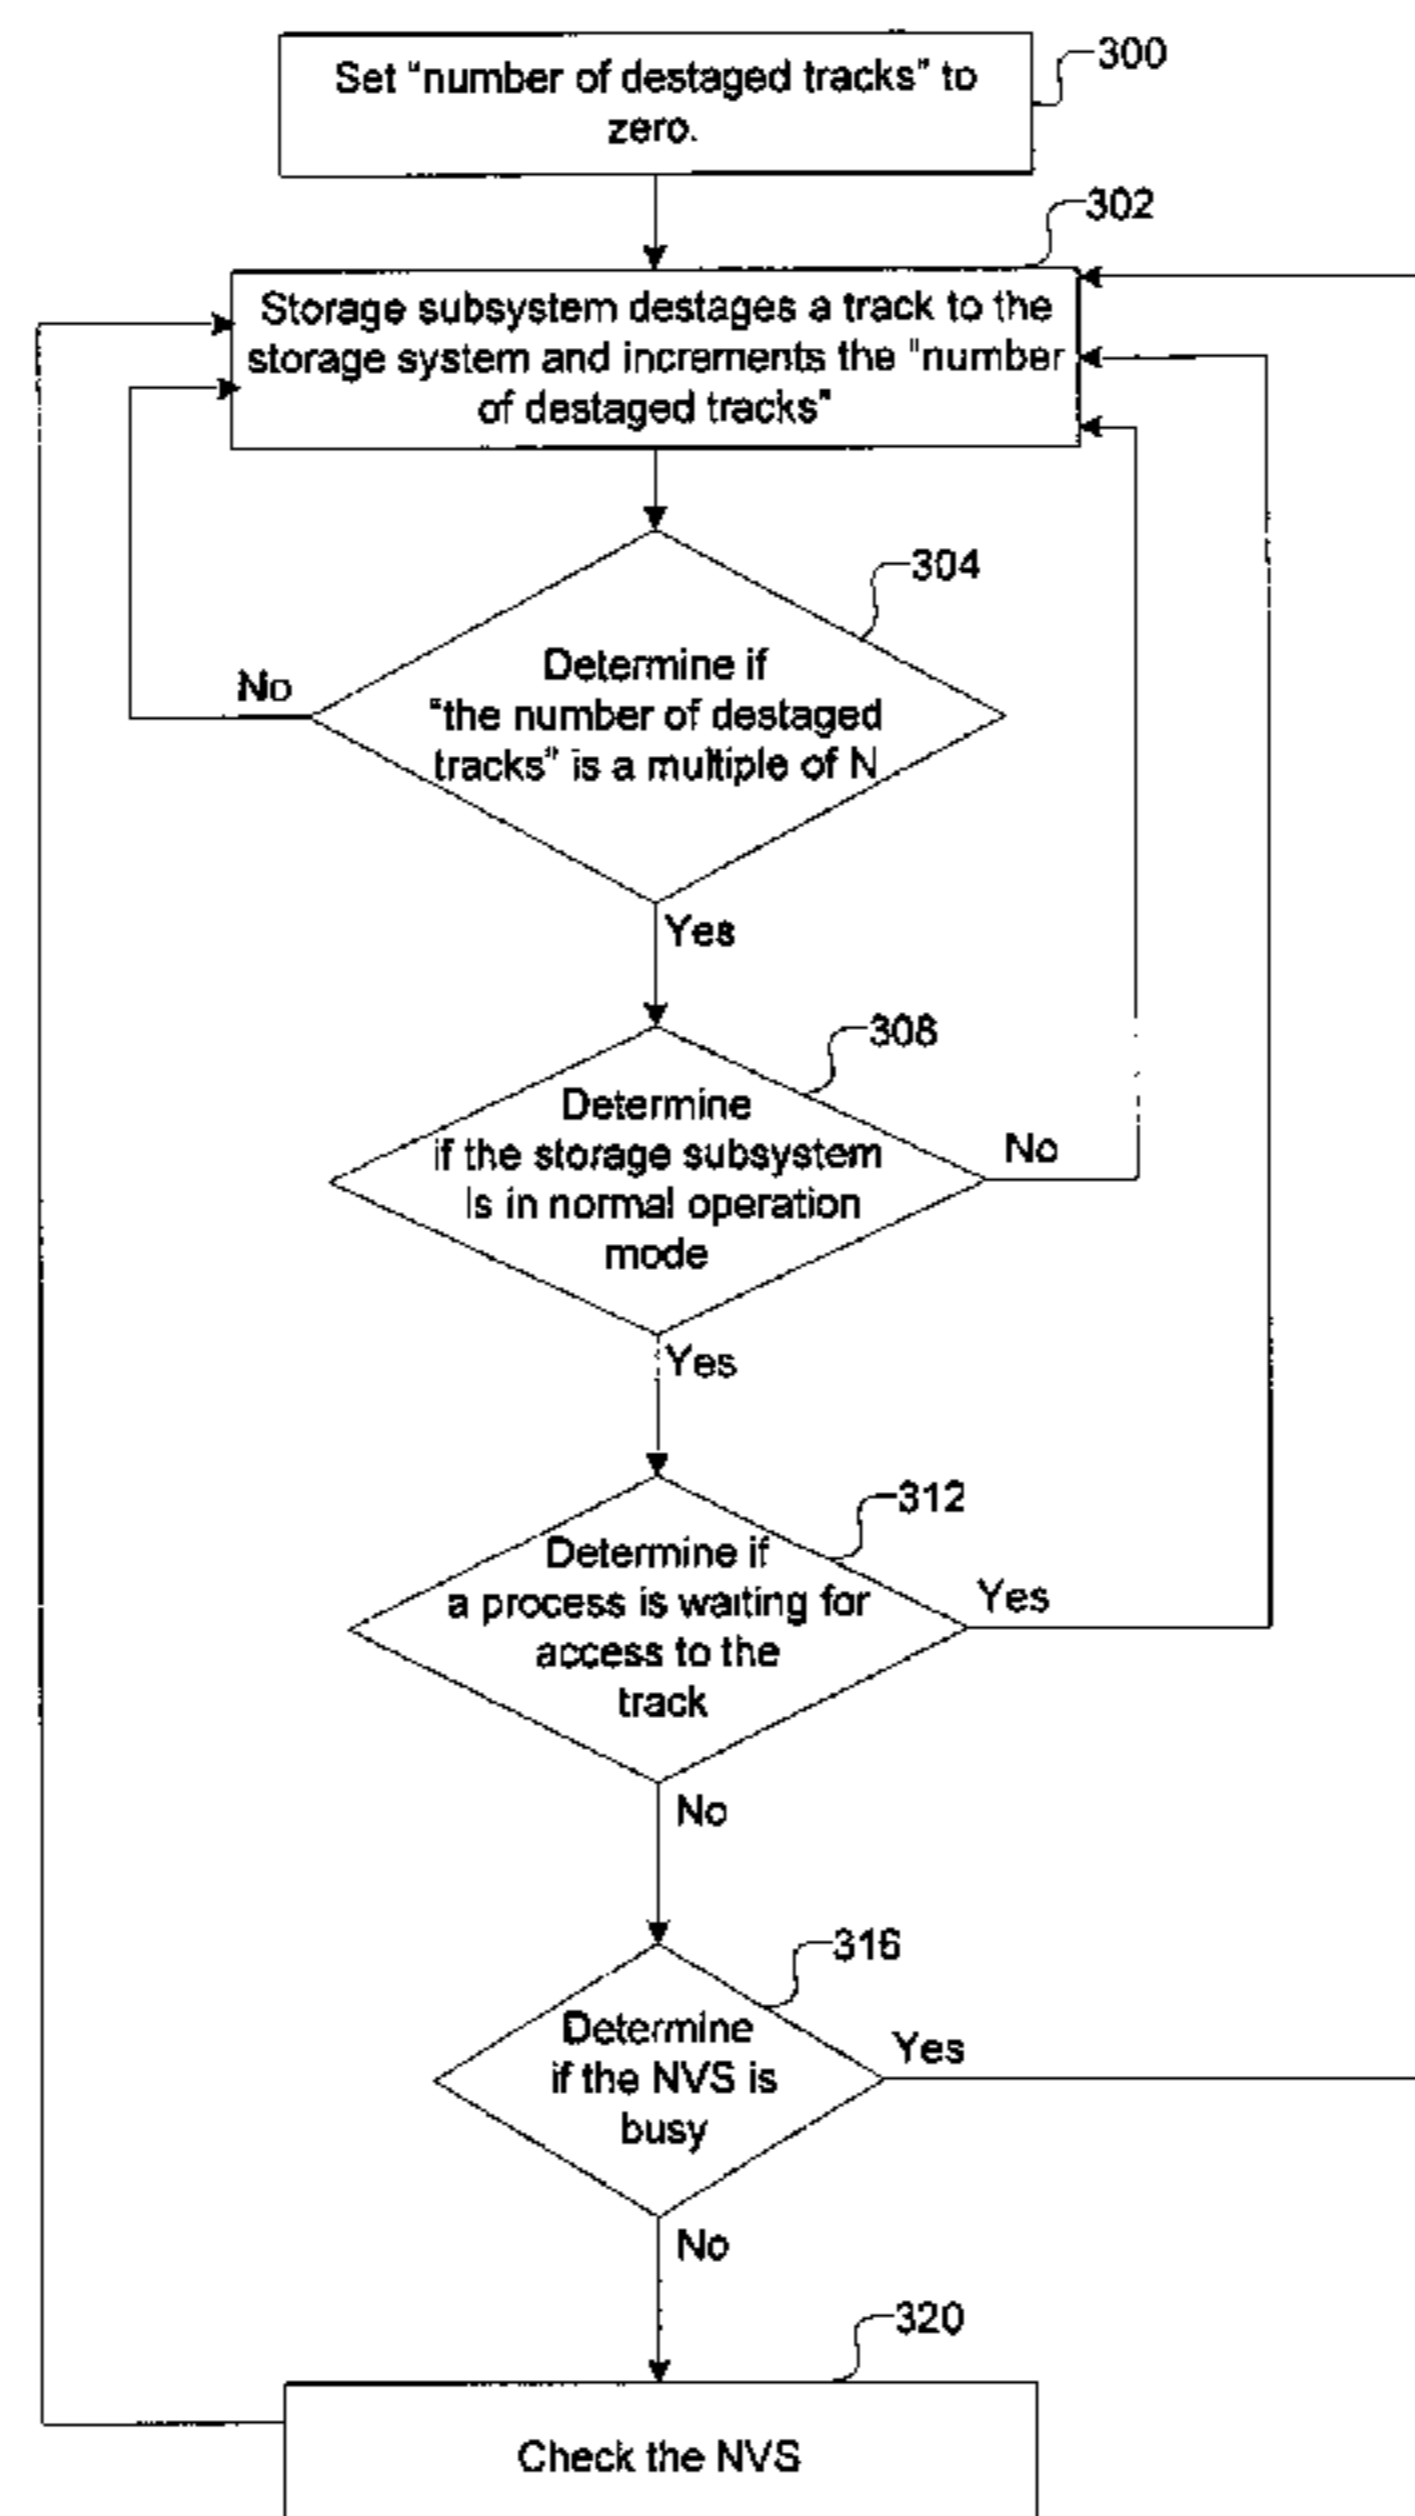 Set "number of destaged tracks" to
zero.
300
302
Storage subsystem destages a track to the
storage system and increments the "number
of destaged tracks"
304
Determine if
"the number of destaged
tracks" is a multiple of N
No
Yes
308
Determine
if the storage subsystem
Is in normal operation
mode
No
Yes
312
Determine if
a process is waiting for
access to the
track
Yes
No
316
Determine
if the NVS is
busy
Yes
No
320
Check the NVS